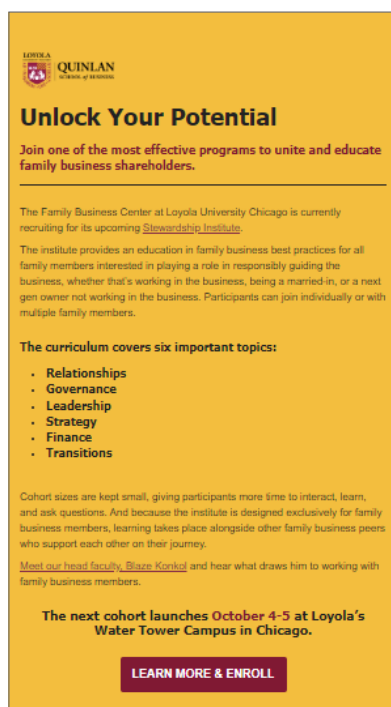 LOYOLA
QUINLAN
SCHOOL of BUSINESS
Unlock Your Potential
Join one of the most effective programs to unite and educate
family business shareholders.
The Family Business Center at Loyola University Chicago is currently
recruiting for its upcoming Stewardship Institute.
The institute provides an education in family business best practices for all
family members interested in playing a role in responsibly guiding the
business, whether that's working in the business, being a married-in, or a next
gen owner not working in the business. Participants can join individually or with
multiple family members.
The curriculum covers six important topics:
• Relationships
• Governance
• Leadership
• Strategy
• Finance
• Transitions
Cohort sizes are kept small, giving participants more time to interact, learn,
and ask questions. And because the institute is designed exclusively for family
business members, learning takes place alongside other family business peers
who support each other on their journey.
Meet our head faculty, Blaze Konkol and hear what draws him to working with
family business members.
The next cohort launches October 4-5 at Loyola's
Water Tower Campus in Chicago.
LEARN MORE & ENROLL